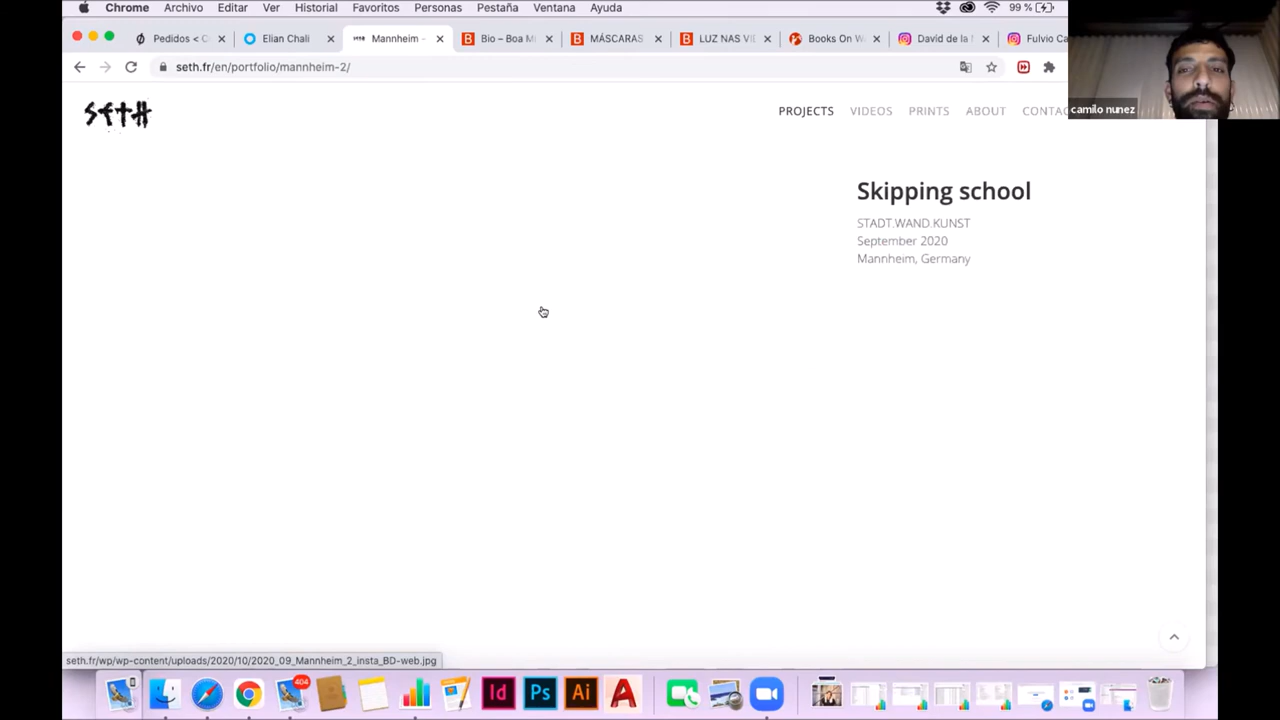 Chrome Archivo Editar Ver Historial Favoritos Personas Pestaña Ventana Ayuda 99 %
Pedidos < C Elian Chali Mannheim – Bio – Boa Mi MÁSCARAS LUZ NAS VI Books On W David de la Fulvio Ca
seth.fr/en/portfolio/mannheim-2/
camilo nunez
SETH PROJECTS VIDEOS PRINTS ABOUT CONTAC
Skipping school
STADT.WAND.KUNST
September 2020
Mannheim, Germany
seth.fr/wp/wp-content/uploads/2020/10/2020_09_Mannheim_2_insta_BD-web.jpg
404
Id Ps Ai A